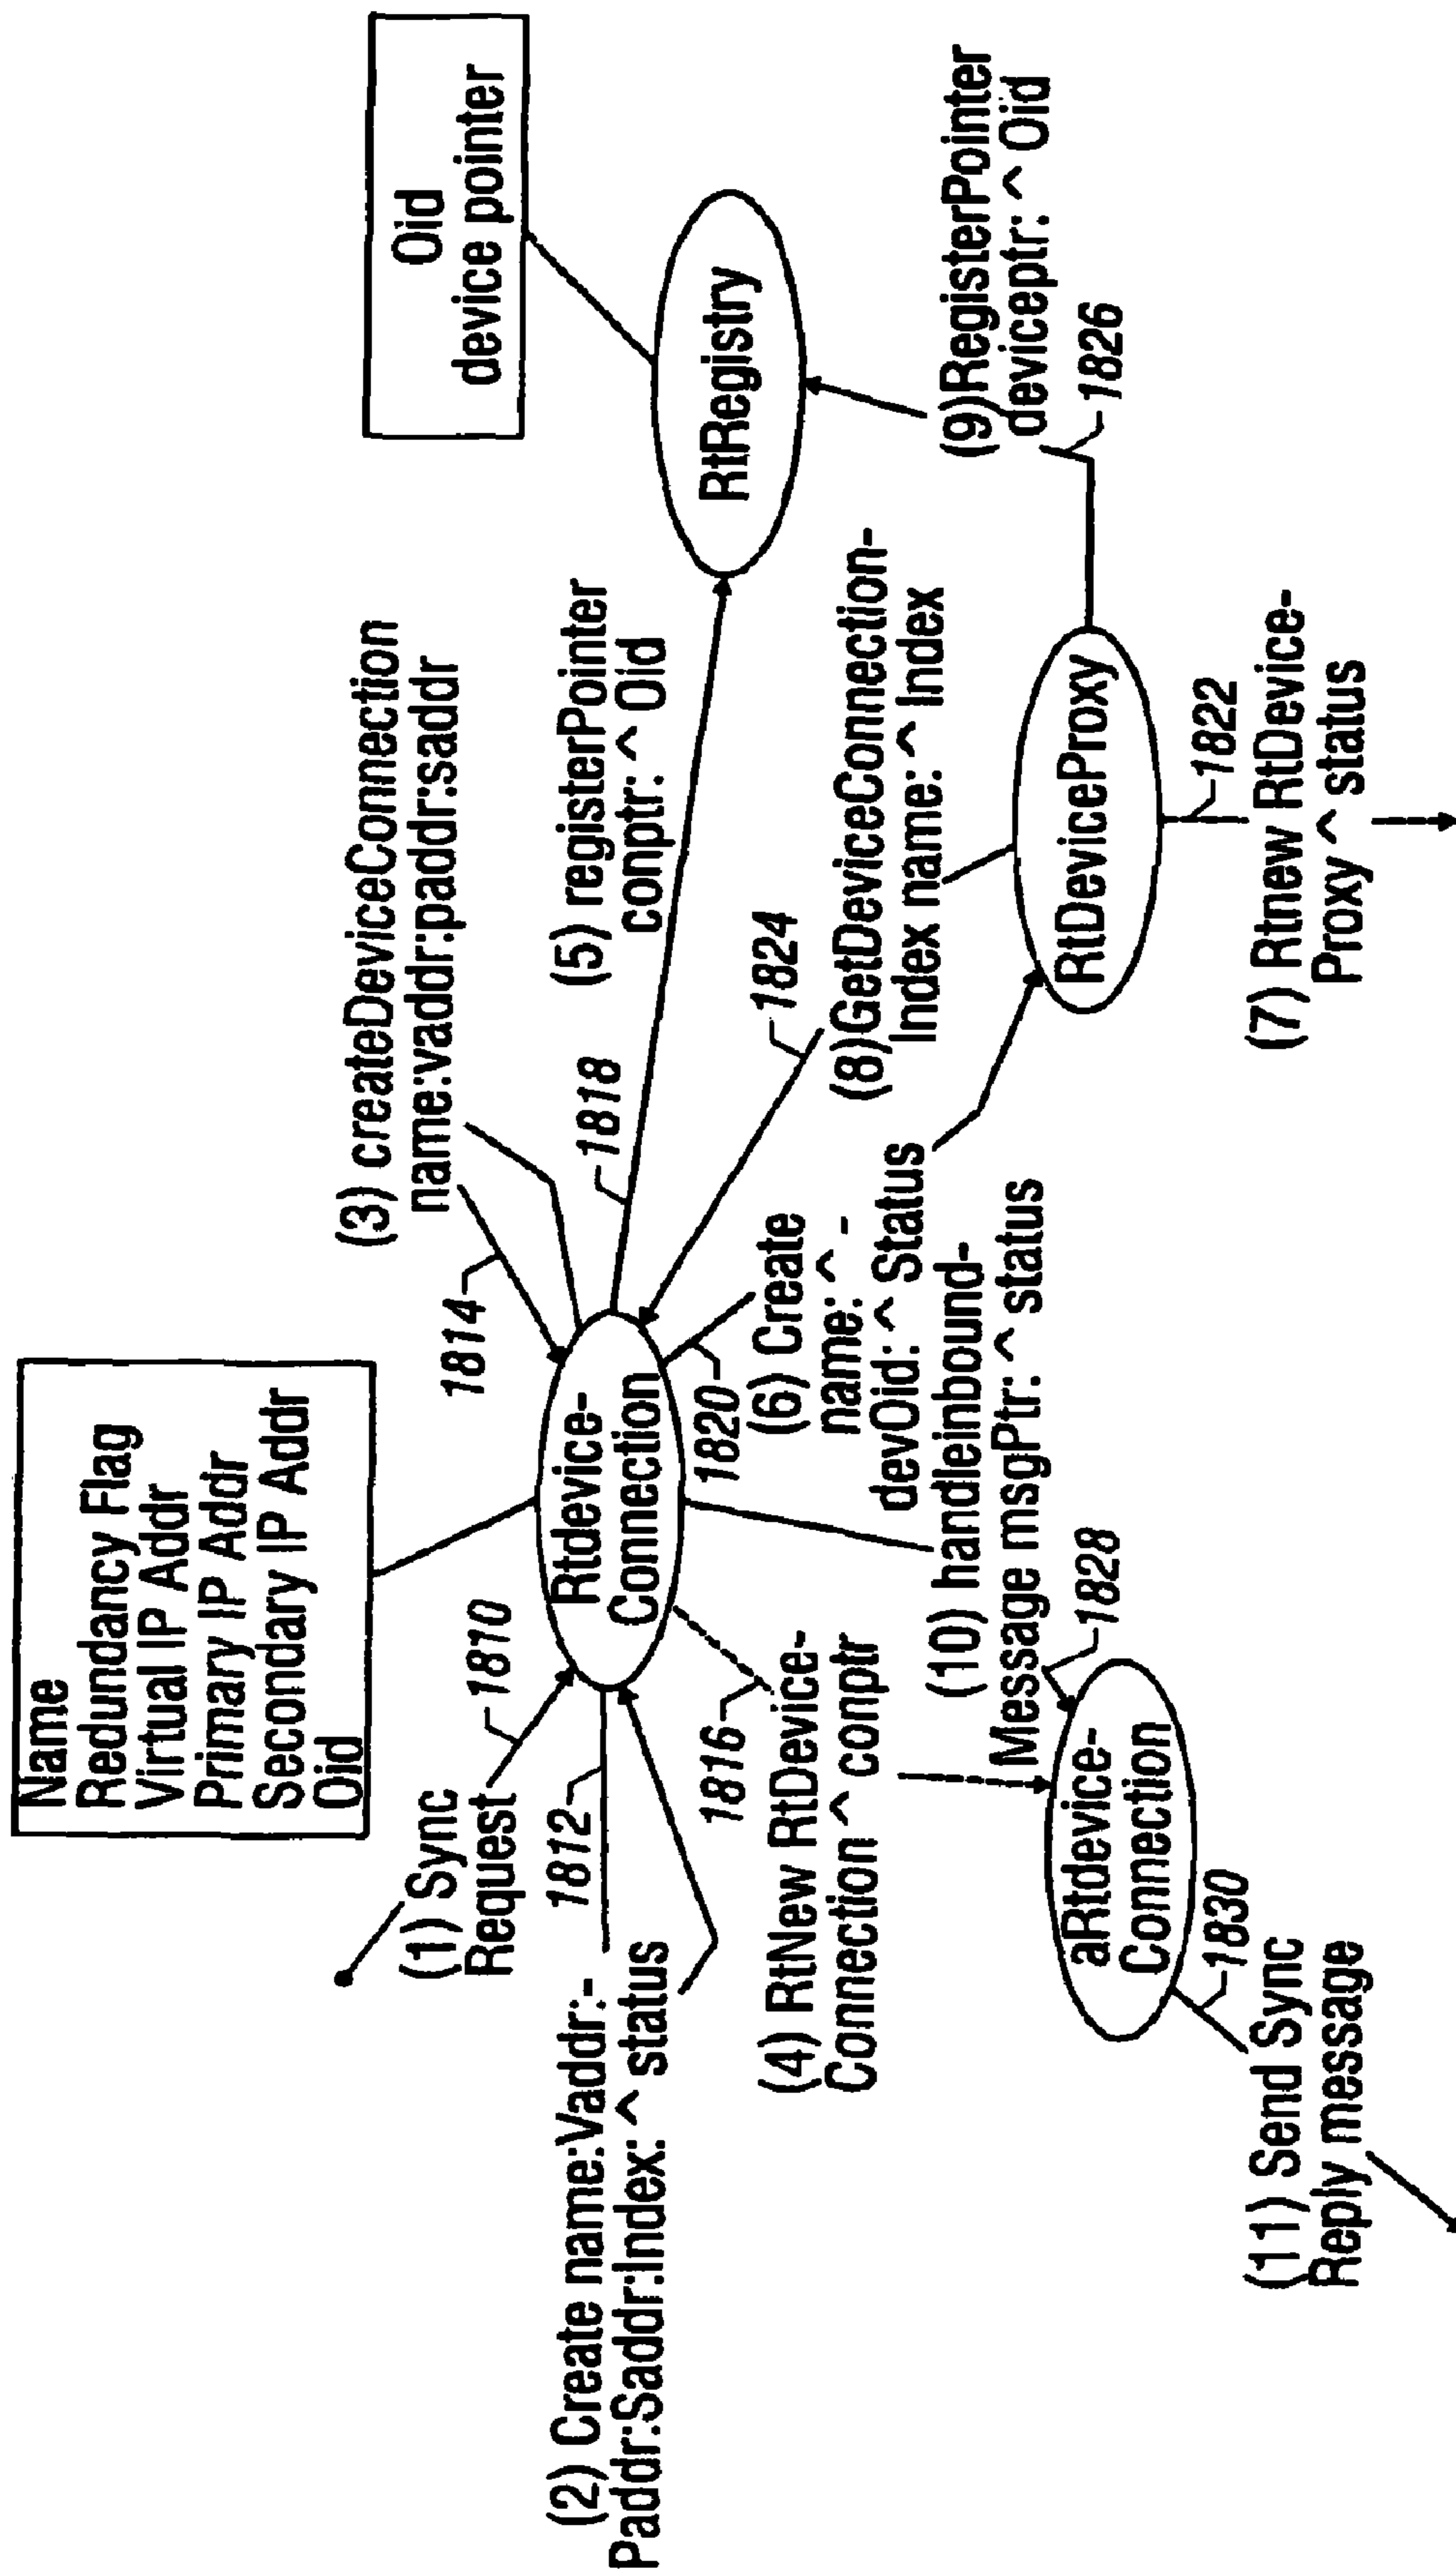 Name
Redundancy Flag
Virtual IP Addr
Primary IP Addr
Secondary IP Addr
Oid
Oid
device pointer
(1) Sync
Request
1810
1814
(3) createDeviceConnection
name:vaddr:paddr:saddr
(2) Create name:Vaddr:-
Paddr:Saddr:Index: ^ status
1812
Rtdevice-
Connection
1818
(5) registerPointer
conptr: ^ Oid
RtRegistry
1816
(4) RtNew RtDevice-
Connection ^ conptr
1820
(6) Create
name: ^ -
devOid: ^ Status
1824
(8)GetDeviceConnection-
Index name: ^ Index
(9)RegisterPointer
deviceptr: ^ Oid
1826
(10) handleinbound-
Message msgPtr: ^ status
1828
aRtdevice-
Connection
RtDeviceProxy
1830
(11) Send Sync
Reply message
1822
(7) Rtnew RtDevice-
Proxy ^ status